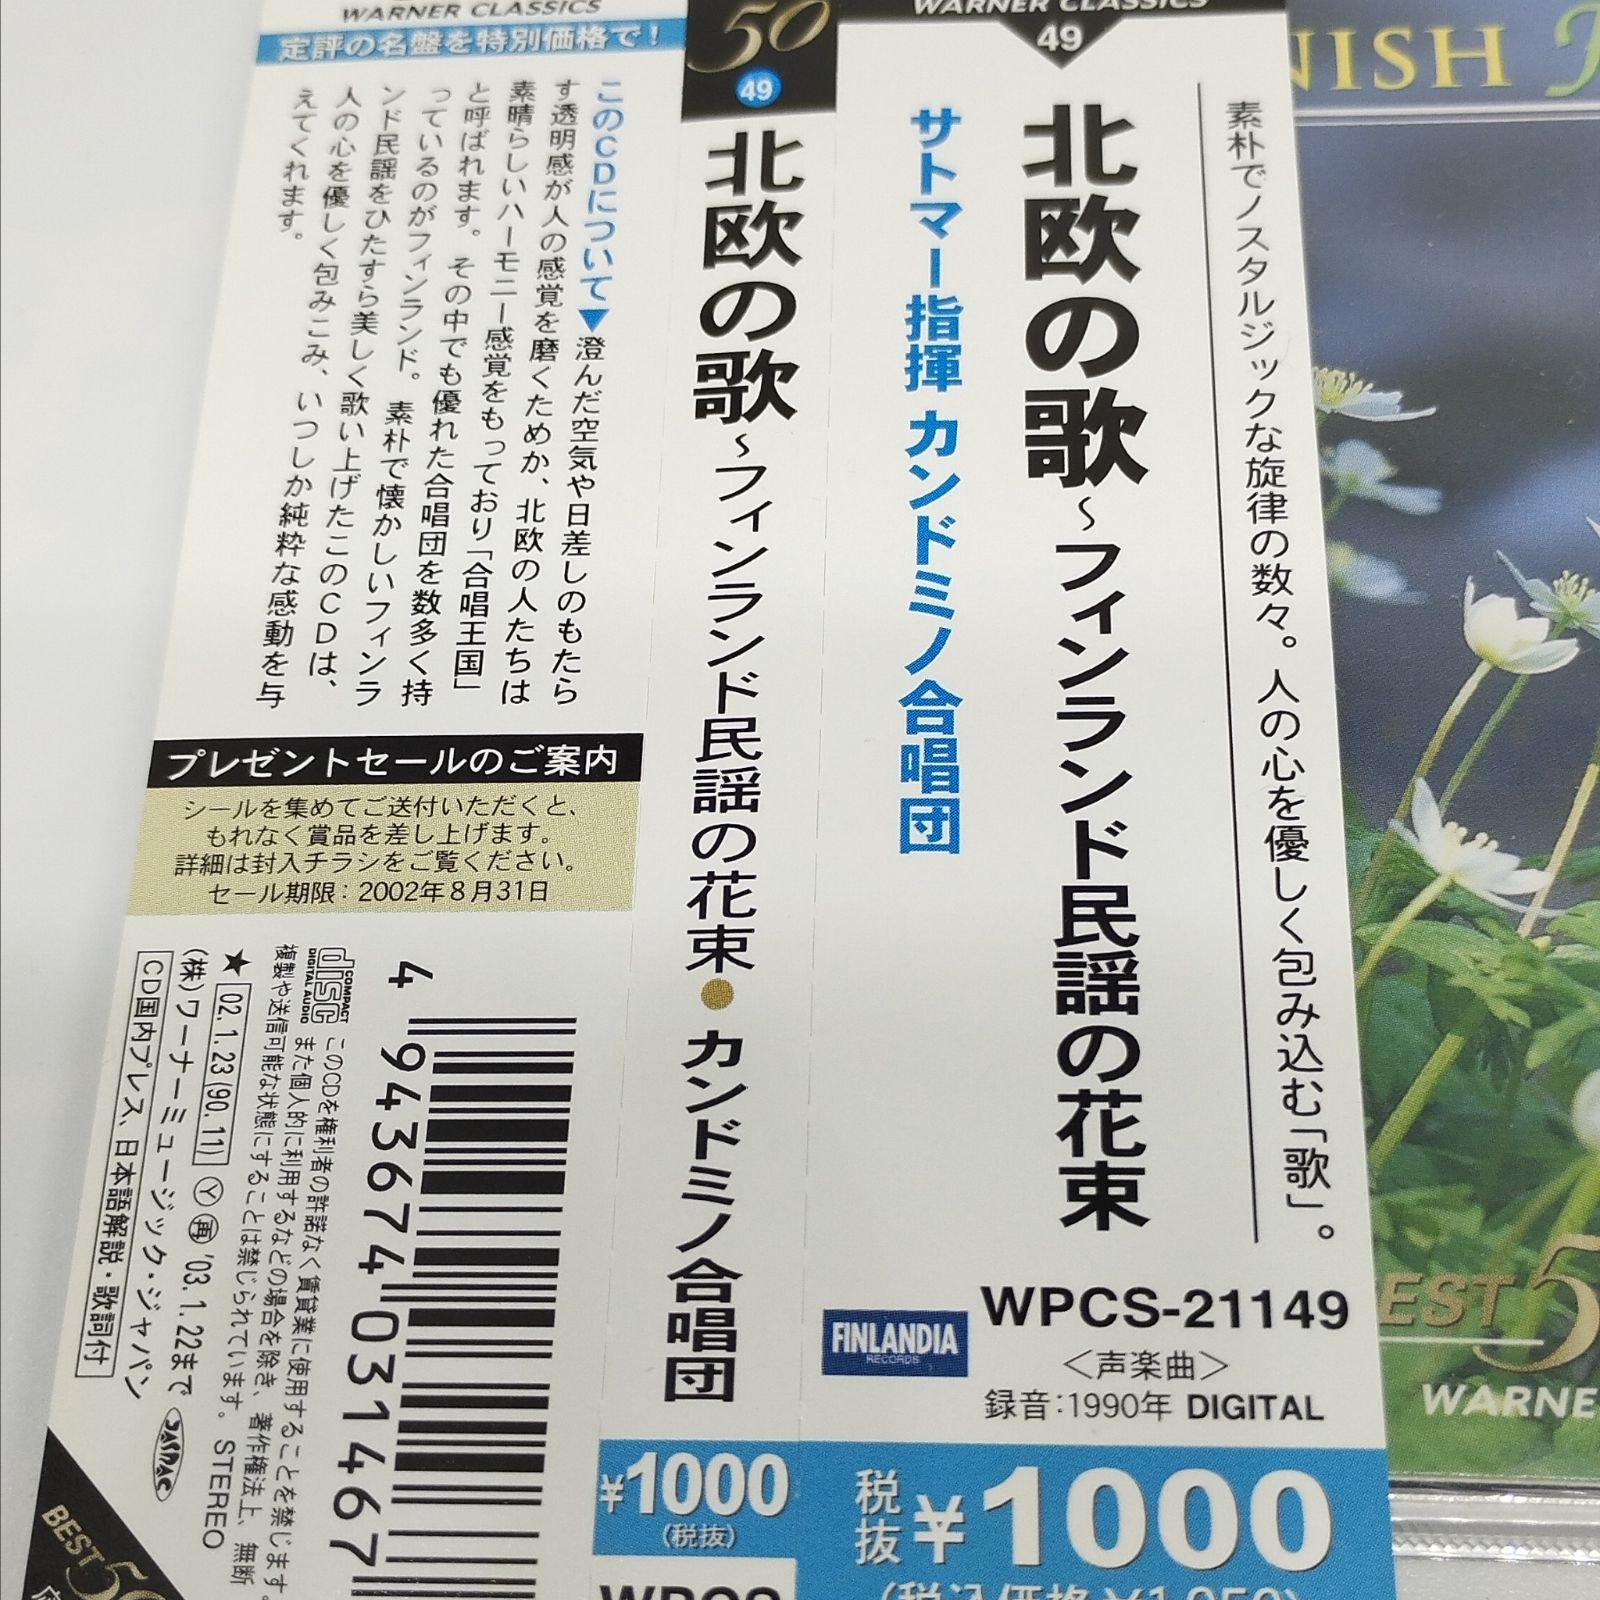 WARNER CLASSICS
定評の名盤を特別価格で！
このCDについて▼澄んだ空気や日差しのもたら
す透明感が人の感覚を磨くためか、北欧の人たちは
素晴らしいハーモニー感覚をもっており「合唱王国」
と呼ばれます。その中でも優れた合唱団を数多く持
っているのがフィンランド。素朴で懐かしいフィンラ
ンド民謡をひたすら美しく歌い上げたこのCDは、
人の心を優しく包みこみ、いつしか純粋な感動を与
えてくれます。
プレゼントセールのご案内
シールを集めてご送付いただくと、
もれなく賞品を差し上げます。
詳細は封入チラシをご覧ください。
セール期限：2002年8月31日
4 943674 031467
COMPACT
disc
DIGITAL AUDIO
このCDを権利者の許諾なく賃貸業に使用することを禁じます。
また個人的に利用するなどの場合を除き、著作権法上、無断
複製や送信可能な状態にすることは禁じられています。 STEREO
★ 02.1.23 (90.11) Ⓨ 再 '03.1.22まで
(株)ワーナーミュージック・ジャパン
JASRAC
CD国内プレス、日本語解説・歌詞付
BEST 50
50
49
北欧の歌～フィンランド民謡の花束●カンドミノ合唱団
¥1000
(税抜)
WPCS
WARNER CLASSICS
49
素朴でノスタルジックな旋律の数々。人の心を優しく包み込む「歌」。
北欧の歌～フィンランド民謡の花束
サトマー指揮 カンドミノ合唱団
FINLANDIA
RECORDS
WPCS-21149
＜声楽曲＞
録音：1990年 DIGITAL
税抜 ¥1000
(税込価格¥1,050)
NISH F
EST 5
WARNE